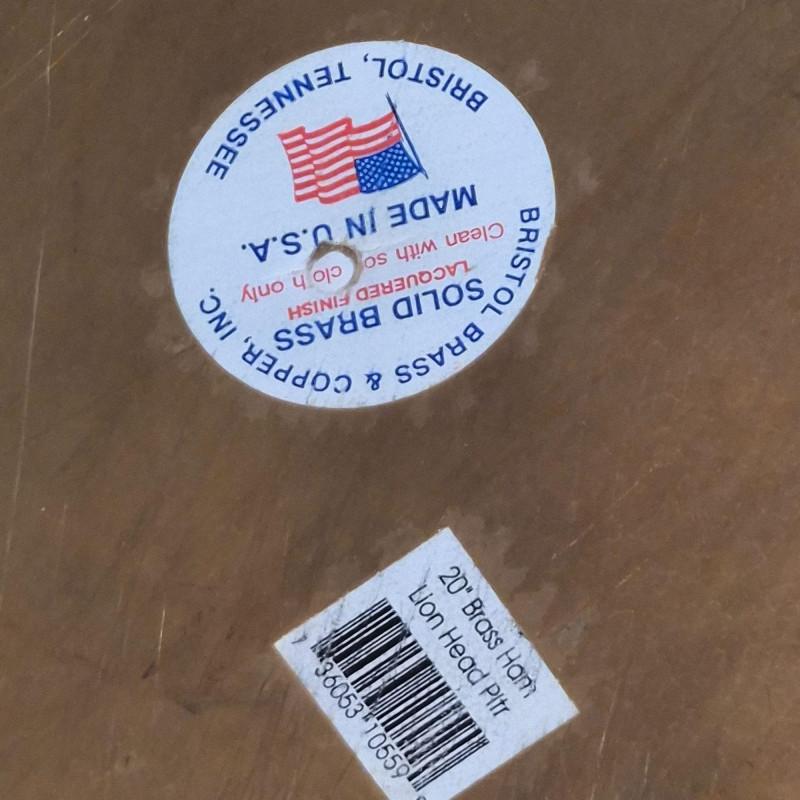 BRISTOL BRASS & COPPER, INC.
SOLID BRASS
LACQUERED FINISH
Clean with so clo h only
MADE IN U.S.A.
BRISTOL, TENNESSEE
20" Brass Ham
Lion Head Pltr
36053 10559